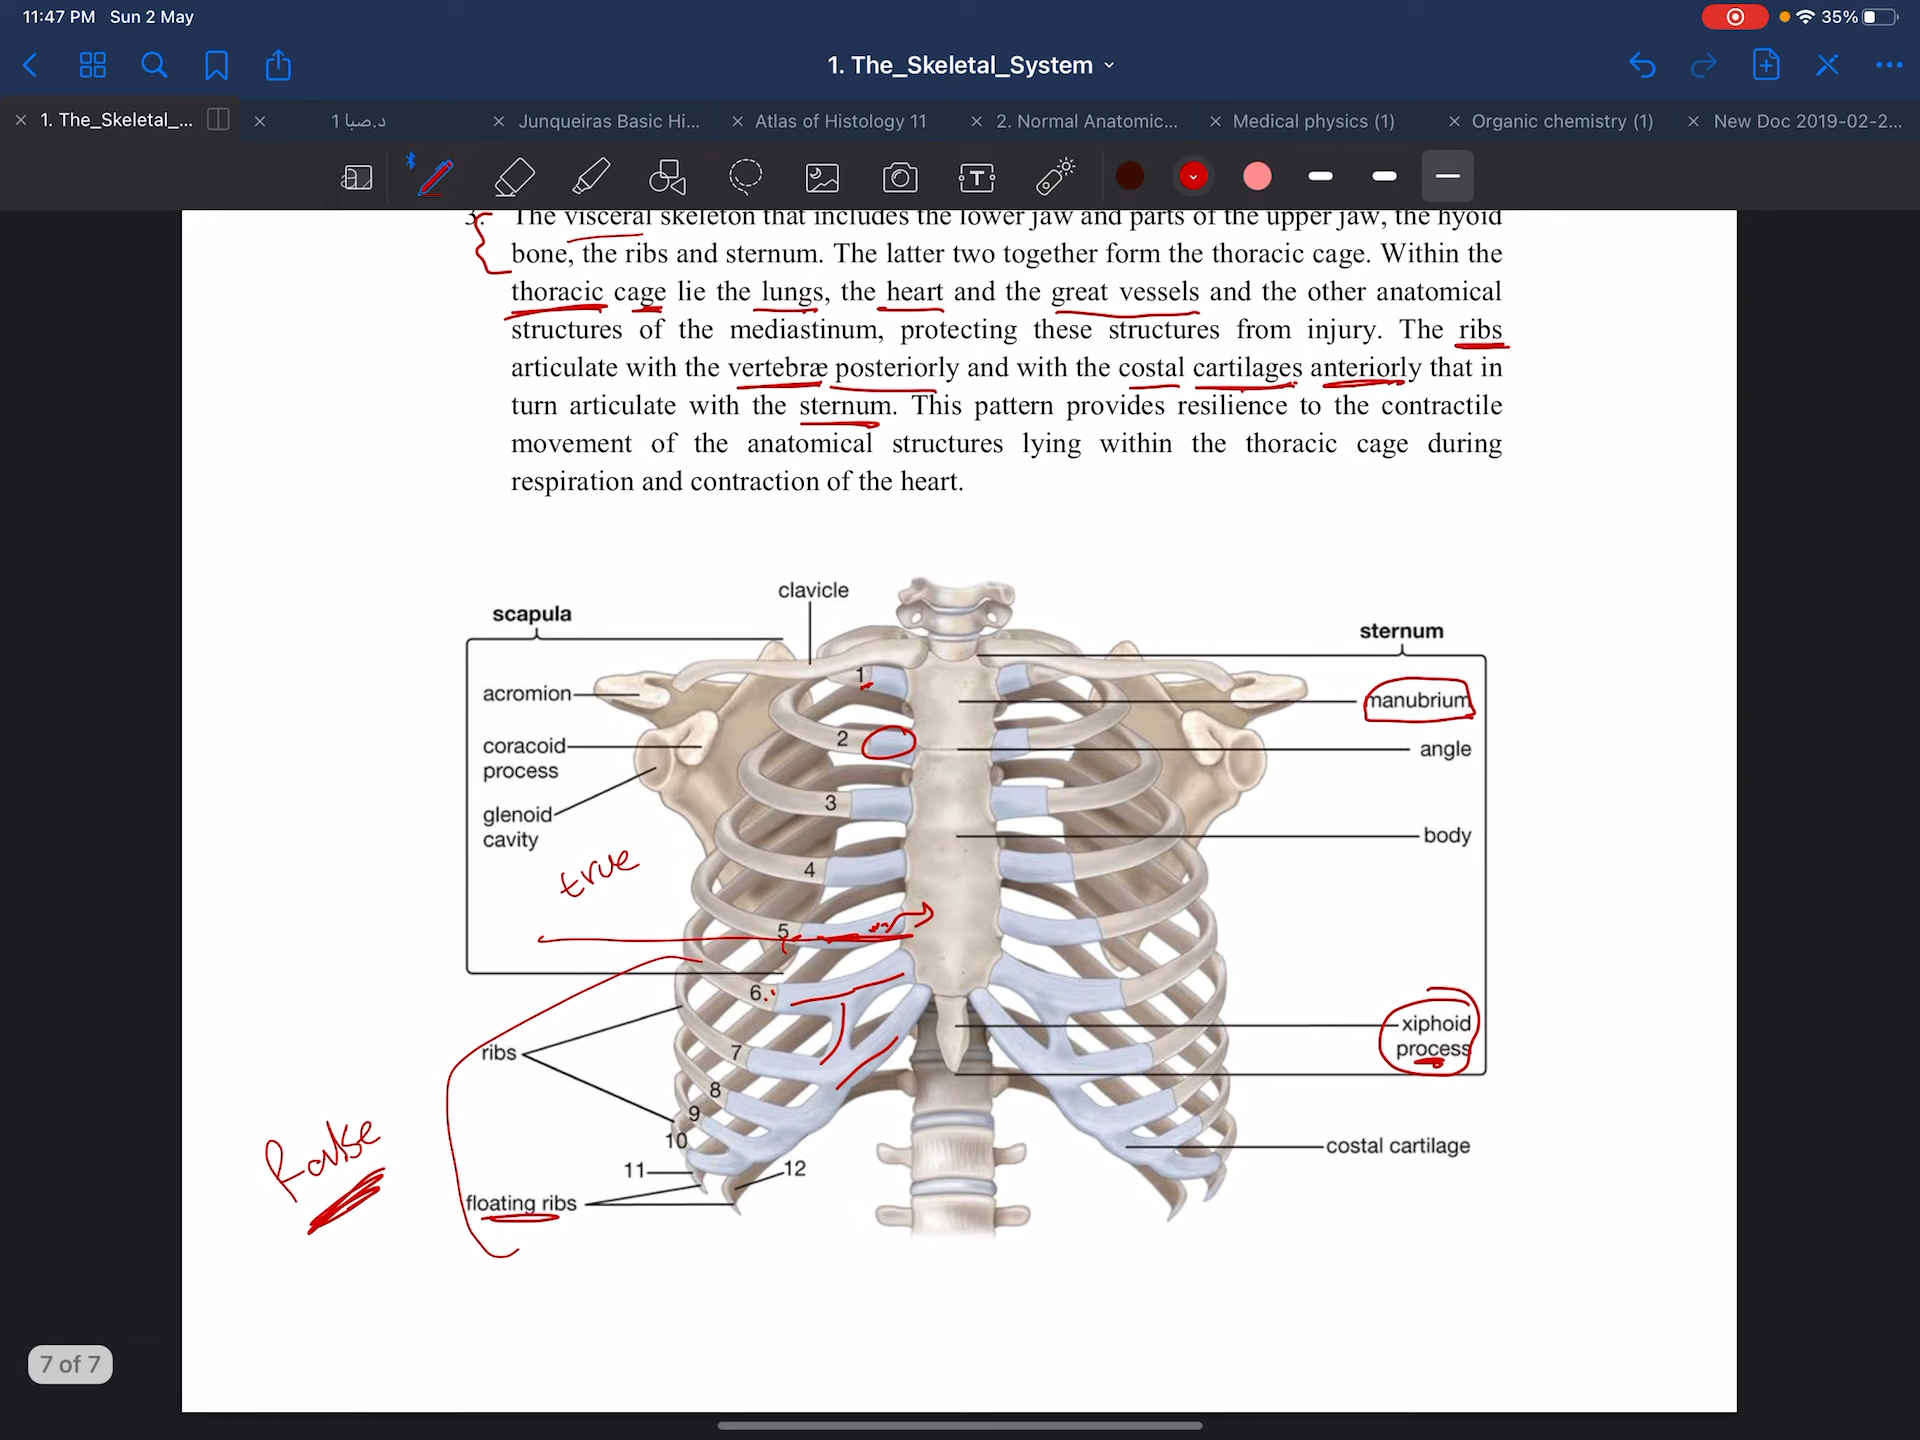 11:47 PM Sun 2 May
35%
1. The_Skeletal_System
1. The_Skeletal_...
د.صبا 1
Junqueiras Basic Hi...
Atlas of Histology 11
2. Normal Anatomic...
Medical physics (1)
Organic chemistry (1)
New Doc 2019-02-2...
3. The visceral skeleton that includes the lower jaw and parts of the upper jaw, the hyoid
bone, the ribs and sternum. The latter two together form the thoracic cage. Within the
thoracic cage lie the lungs, the heart and the great vessels and the other anatomical
structures of the mediastinum, protecting these structures from injury. The ribs
articulate with the vertebræ posteriorly and with the costal cartilages anteriorly that in
turn articulate with the sternum. This pattern provides resilience to the contractile
movement of the anatomical structures lying within the thoracic cage during
respiration and contraction of the heart.
clavicle
scapula
sternum
1
acromion
manubrium
2
coracoid
process
angle
3
glenoid
cavity
body
true
4
5
6
xiphoid
process
ribs
7
8
9
10
costal cartilage
False
11
12
floating ribs
7 of 7